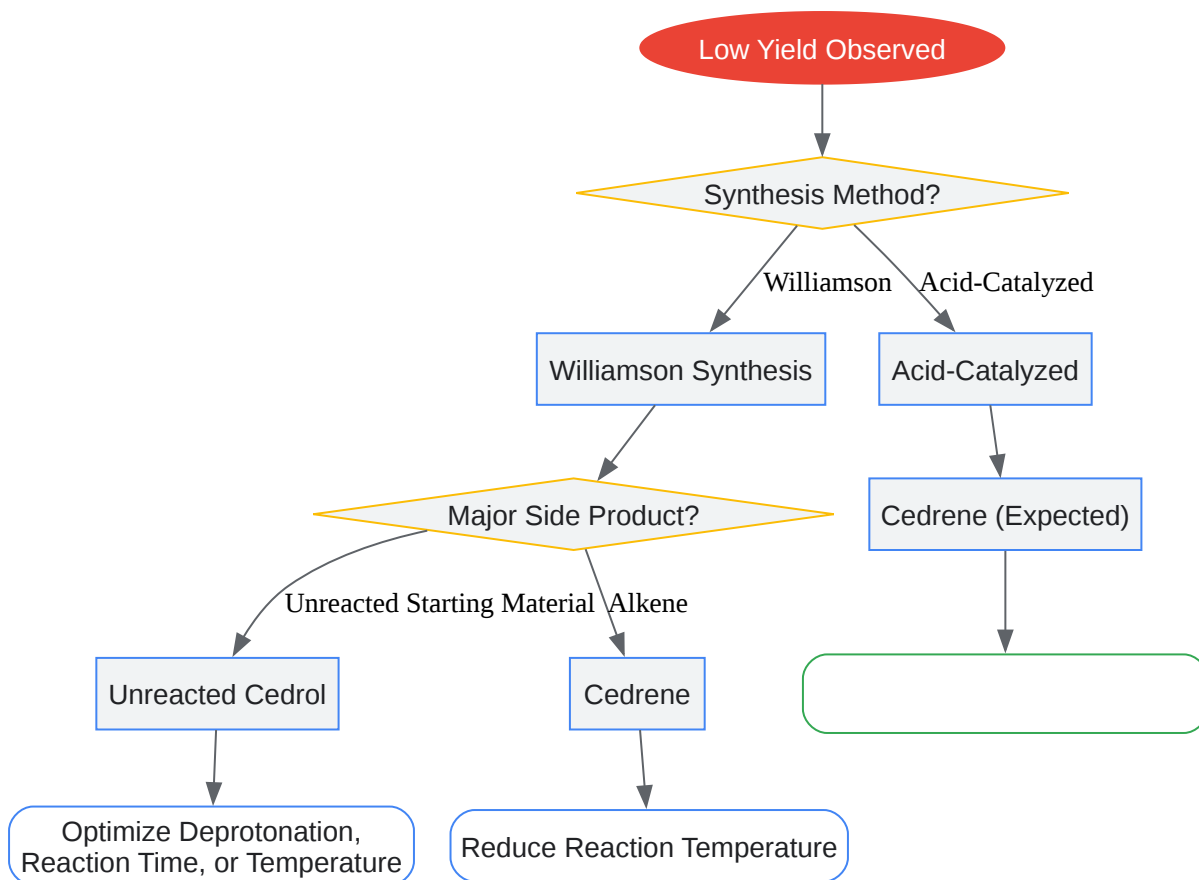 Low Yield Observed
Synthesis Method?
Williamson
Acid-Catalyzed
Williamson Synthesis
Acid-Catalyzed
Major Side Product?
Cedrene (Expected)
Unreacted Starting Material
Alkene
Unreacted Cedrol
Cedrene
Optimize Deprotonation,
Reaction Time, or Temperature
Reduce Reaction Temperature